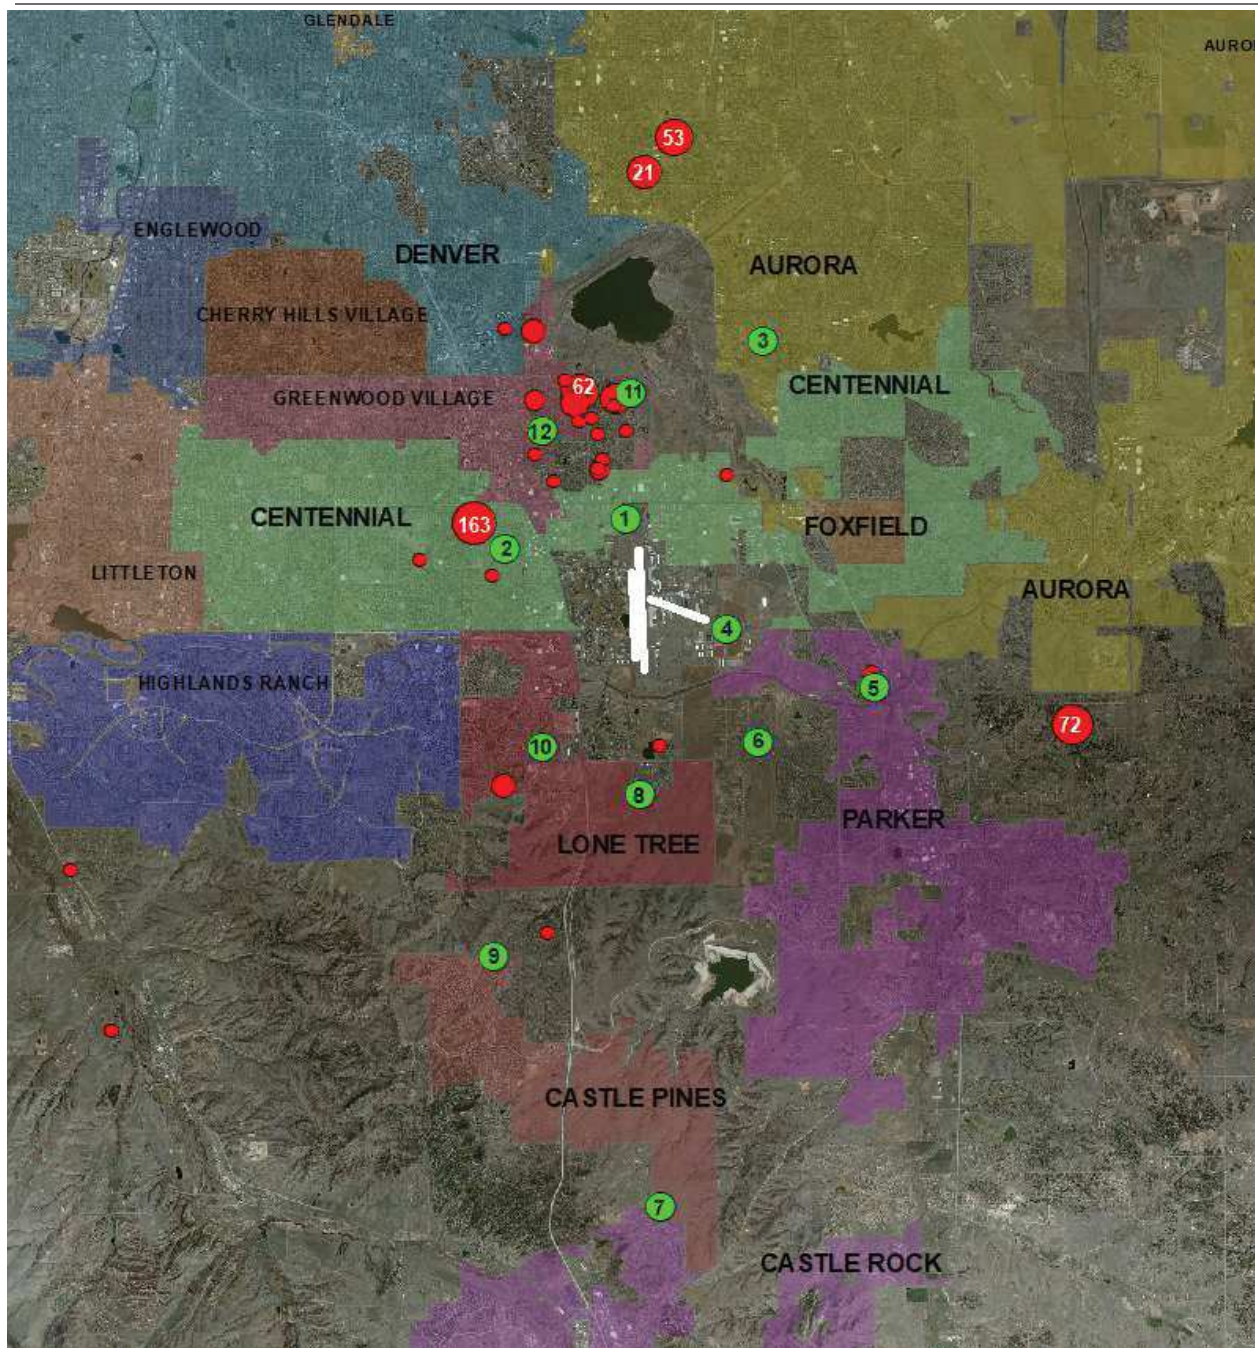 GLENDALE
AURO
53
21
ENGLEWOOD
DENVER
AURORA
CHERRY HILLS VILLAGE
3
62
11
CENTENNIAL
GREENWOOD VILLAGE
12
CENTENNIAL
163
1
FOXFIELD
2
LITTLETON
AURORA
4
HIGHLANDS RANCH
5
72
10
6
8
PARKER
LONE TREE
9
CASTLE PINES
7
CASTLE ROCK